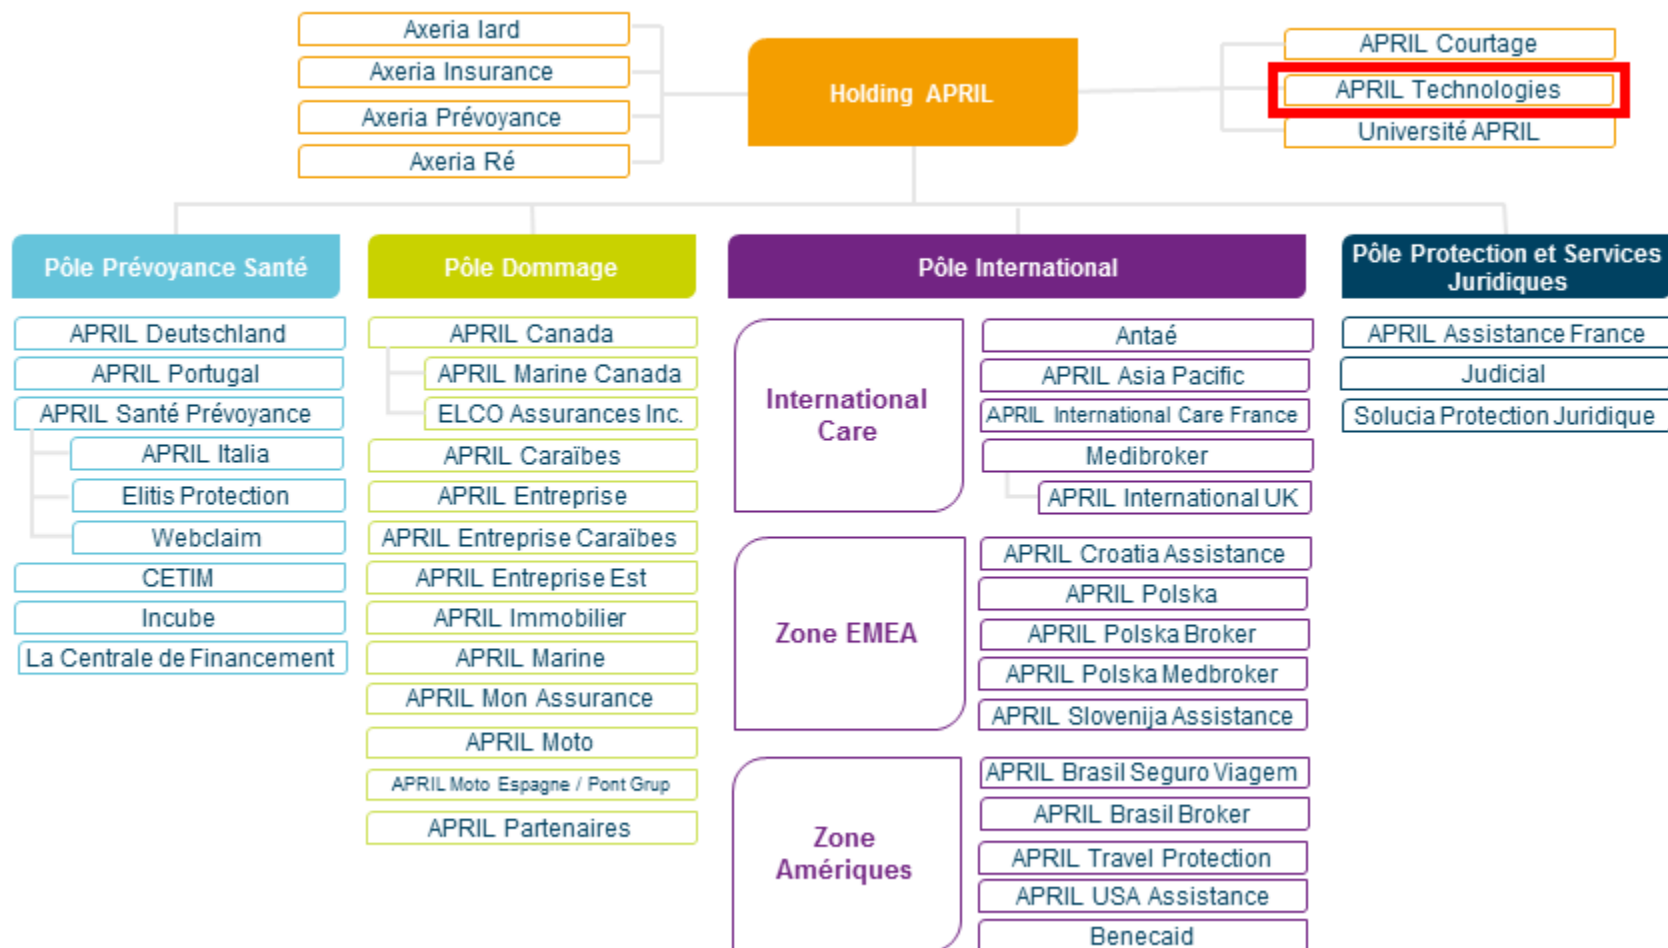 Axeria Iard
Axeria Insurance
Axeria Prévoyance
Axeria Ré
Holding APRIL
APRIL Courtage
APRIL Technologies
Université APRIL
Pôle Prévoyance Santé
APRIL Deutschland
APRIL Portugal
APRIL Santé Prévoyance
APRIL Italia
Elitis Protection
Webclaim
CETIM
Incube
La Centrale de Financement
Pôle Dommage
APRIL Canada
APRIL Marine Canada
ELCO Assurances Inc.
APRIL Caraïbes
APRIL Entreprise
APRIL Entreprise Caraïbes
APRIL Entreprise Est
APRIL Immobilier
APRIL Marine
APRIL Mon Assurance
APRIL Moto
APRIL Moto Espagne / Pont Grup
APRIL Partenaires
Pôle International
International
Care
Antaé
APRIL Asia Pacific
APRIL International Care France
Medibroker
APRIL International UK
Zone EMEA
APRIL Croatia Assistance
APRIL Polska
APRIL Polska Broker
APRIL Polska Medbroker
APRIL Slovenija Assistance
Zone
Amériques
APRIL Brasil Seguro Viagem
APRIL Brasil Broker
APRIL Travel Protection
APRIL USA Assistance
Benecaid
Pôle Protection et Services
Juridiques
APRIL Assistance France
Judicial
Solucia Protection Juridique